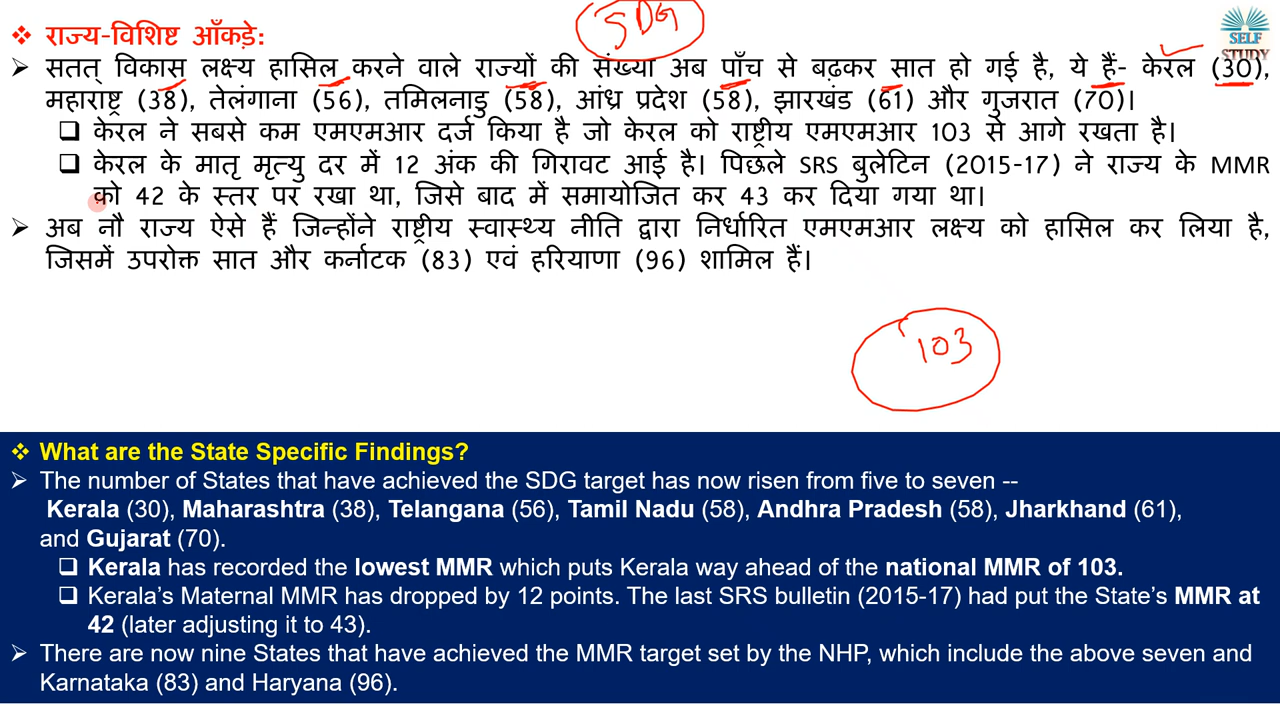 SDG
SELF
STUDY
❖ राज्य-विशिष्ट आँकड़े:
➢ सतत् विकास लक्ष्य हासिल करने वाले राज्यों की संख्या अब पाँच से बढ़कर सात हो गई है, ये हैं- केरल (30),
महाराष्ट्र (38), तेलंगाना (56), तमिलनाडु (58), आंध्र प्रदेश (58), झारखंड (61) और गुजरात (70)।
❑ केरल ने सबसे कम एमएमआर दर्ज किया है जो केरल को राष्ट्रीय एमएमआर 103 से आगे रखता है।
❑ केरल के मातृ मृत्यु दर में 12 अंक की गिरावट आई है। पिछले SRS बुलेटिन (2015-17) ने राज्य के MMR
को 42 के स्तर पर रखा था, जिसे बाद में समायोजित कर 43 कर दिया गया था।
➢ अब नौ राज्य ऐसे हैं जिन्होंने राष्ट्रीय स्वास्थ्य नीति द्वारा निर्धारित एमएमआर लक्ष्य को हासिल कर लिया है,
जिसमें उपरोक्त सात और कर्नाटक (83) एवं हरियाणा (96) शामिल हैं।
103
❖ What are the State Specific Findings?
➢ The number of States that have achieved the SDG target has now risen from five to seven --
Kerala (30), Maharashtra (38), Telangana (56), Tamil Nadu (58), Andhra Pradesh (58), Jharkhand (61),
and Gujarat (70).
❑ Kerala has recorded the lowest MMR which puts Kerala way ahead of the national MMR of 103.
❑ Kerala’s Maternal MMR has dropped by 12 points. The last SRS bulletin (2015-17) had put the State’s MMR at
42 (later adjusting it to 43).
➢ There are now nine States that have achieved the MMR target set by the NHP, which include the above seven and
Karnataka (83) and Haryana (96).